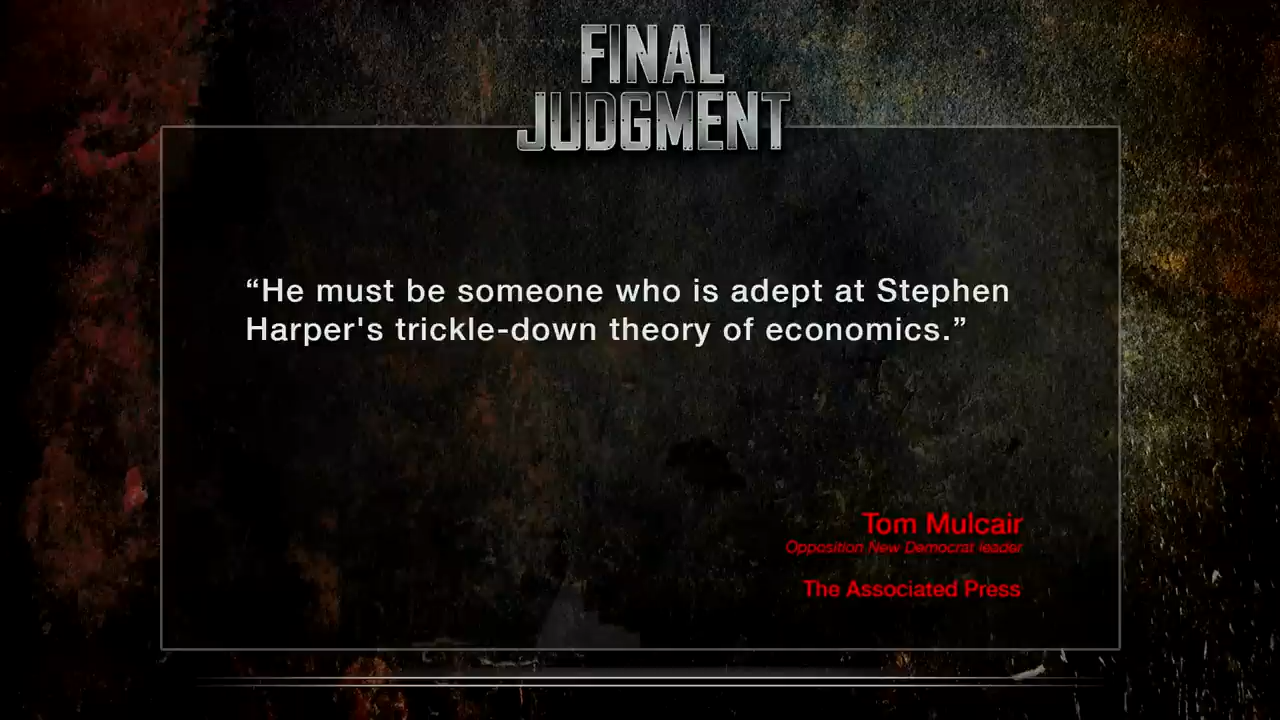 FINAL
JUDGMENT
“He must be someone who is adept at Stephen
Harper's trickle-down theory of economics.”
Tom Mulcair
Opposition New Democrat leader
The Associated Press